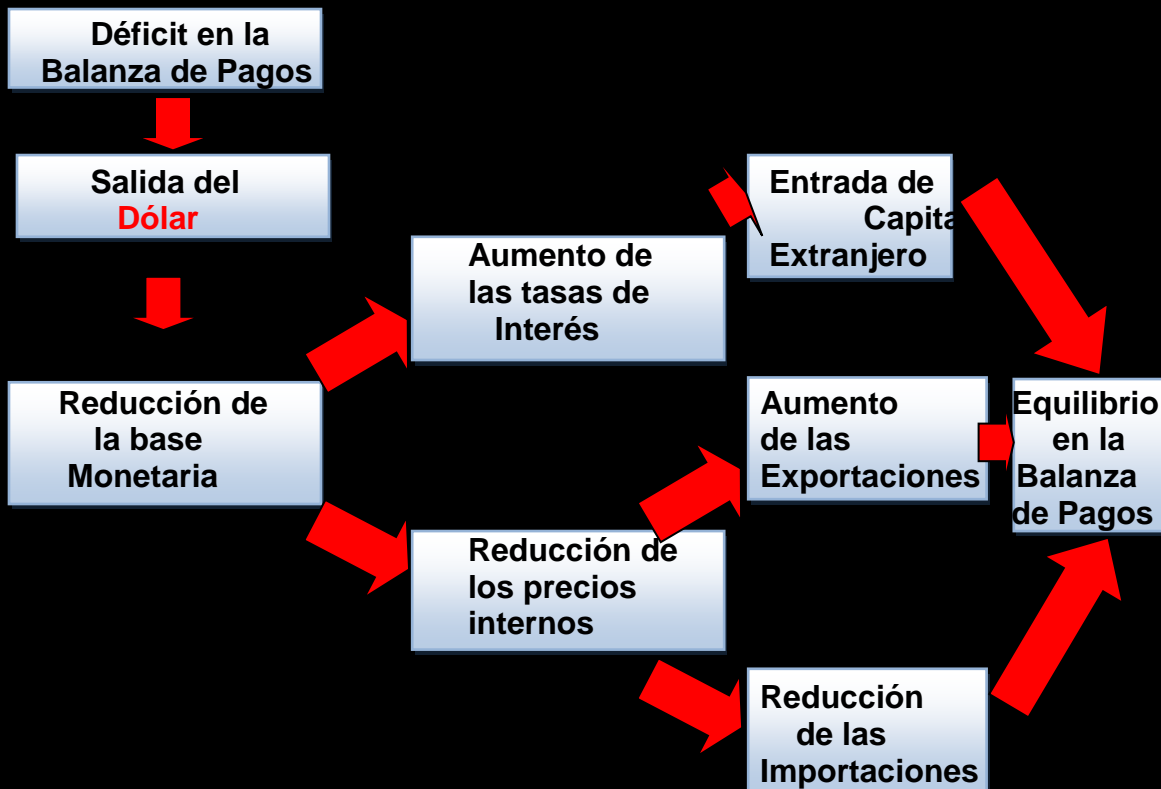 Déficit en la
Balanza de Pagos
Salida del
Dólar
Reducción de
la base
Monetaria
Aumento de
las tasas de
Interés
Reducción de
los precios
internos
Entrada de
Capita
Extranjero
Aumento
de las
Exportaciones
Reducción
de las
Importaciones
Equilibrio
en la
Balanza
de Pagos